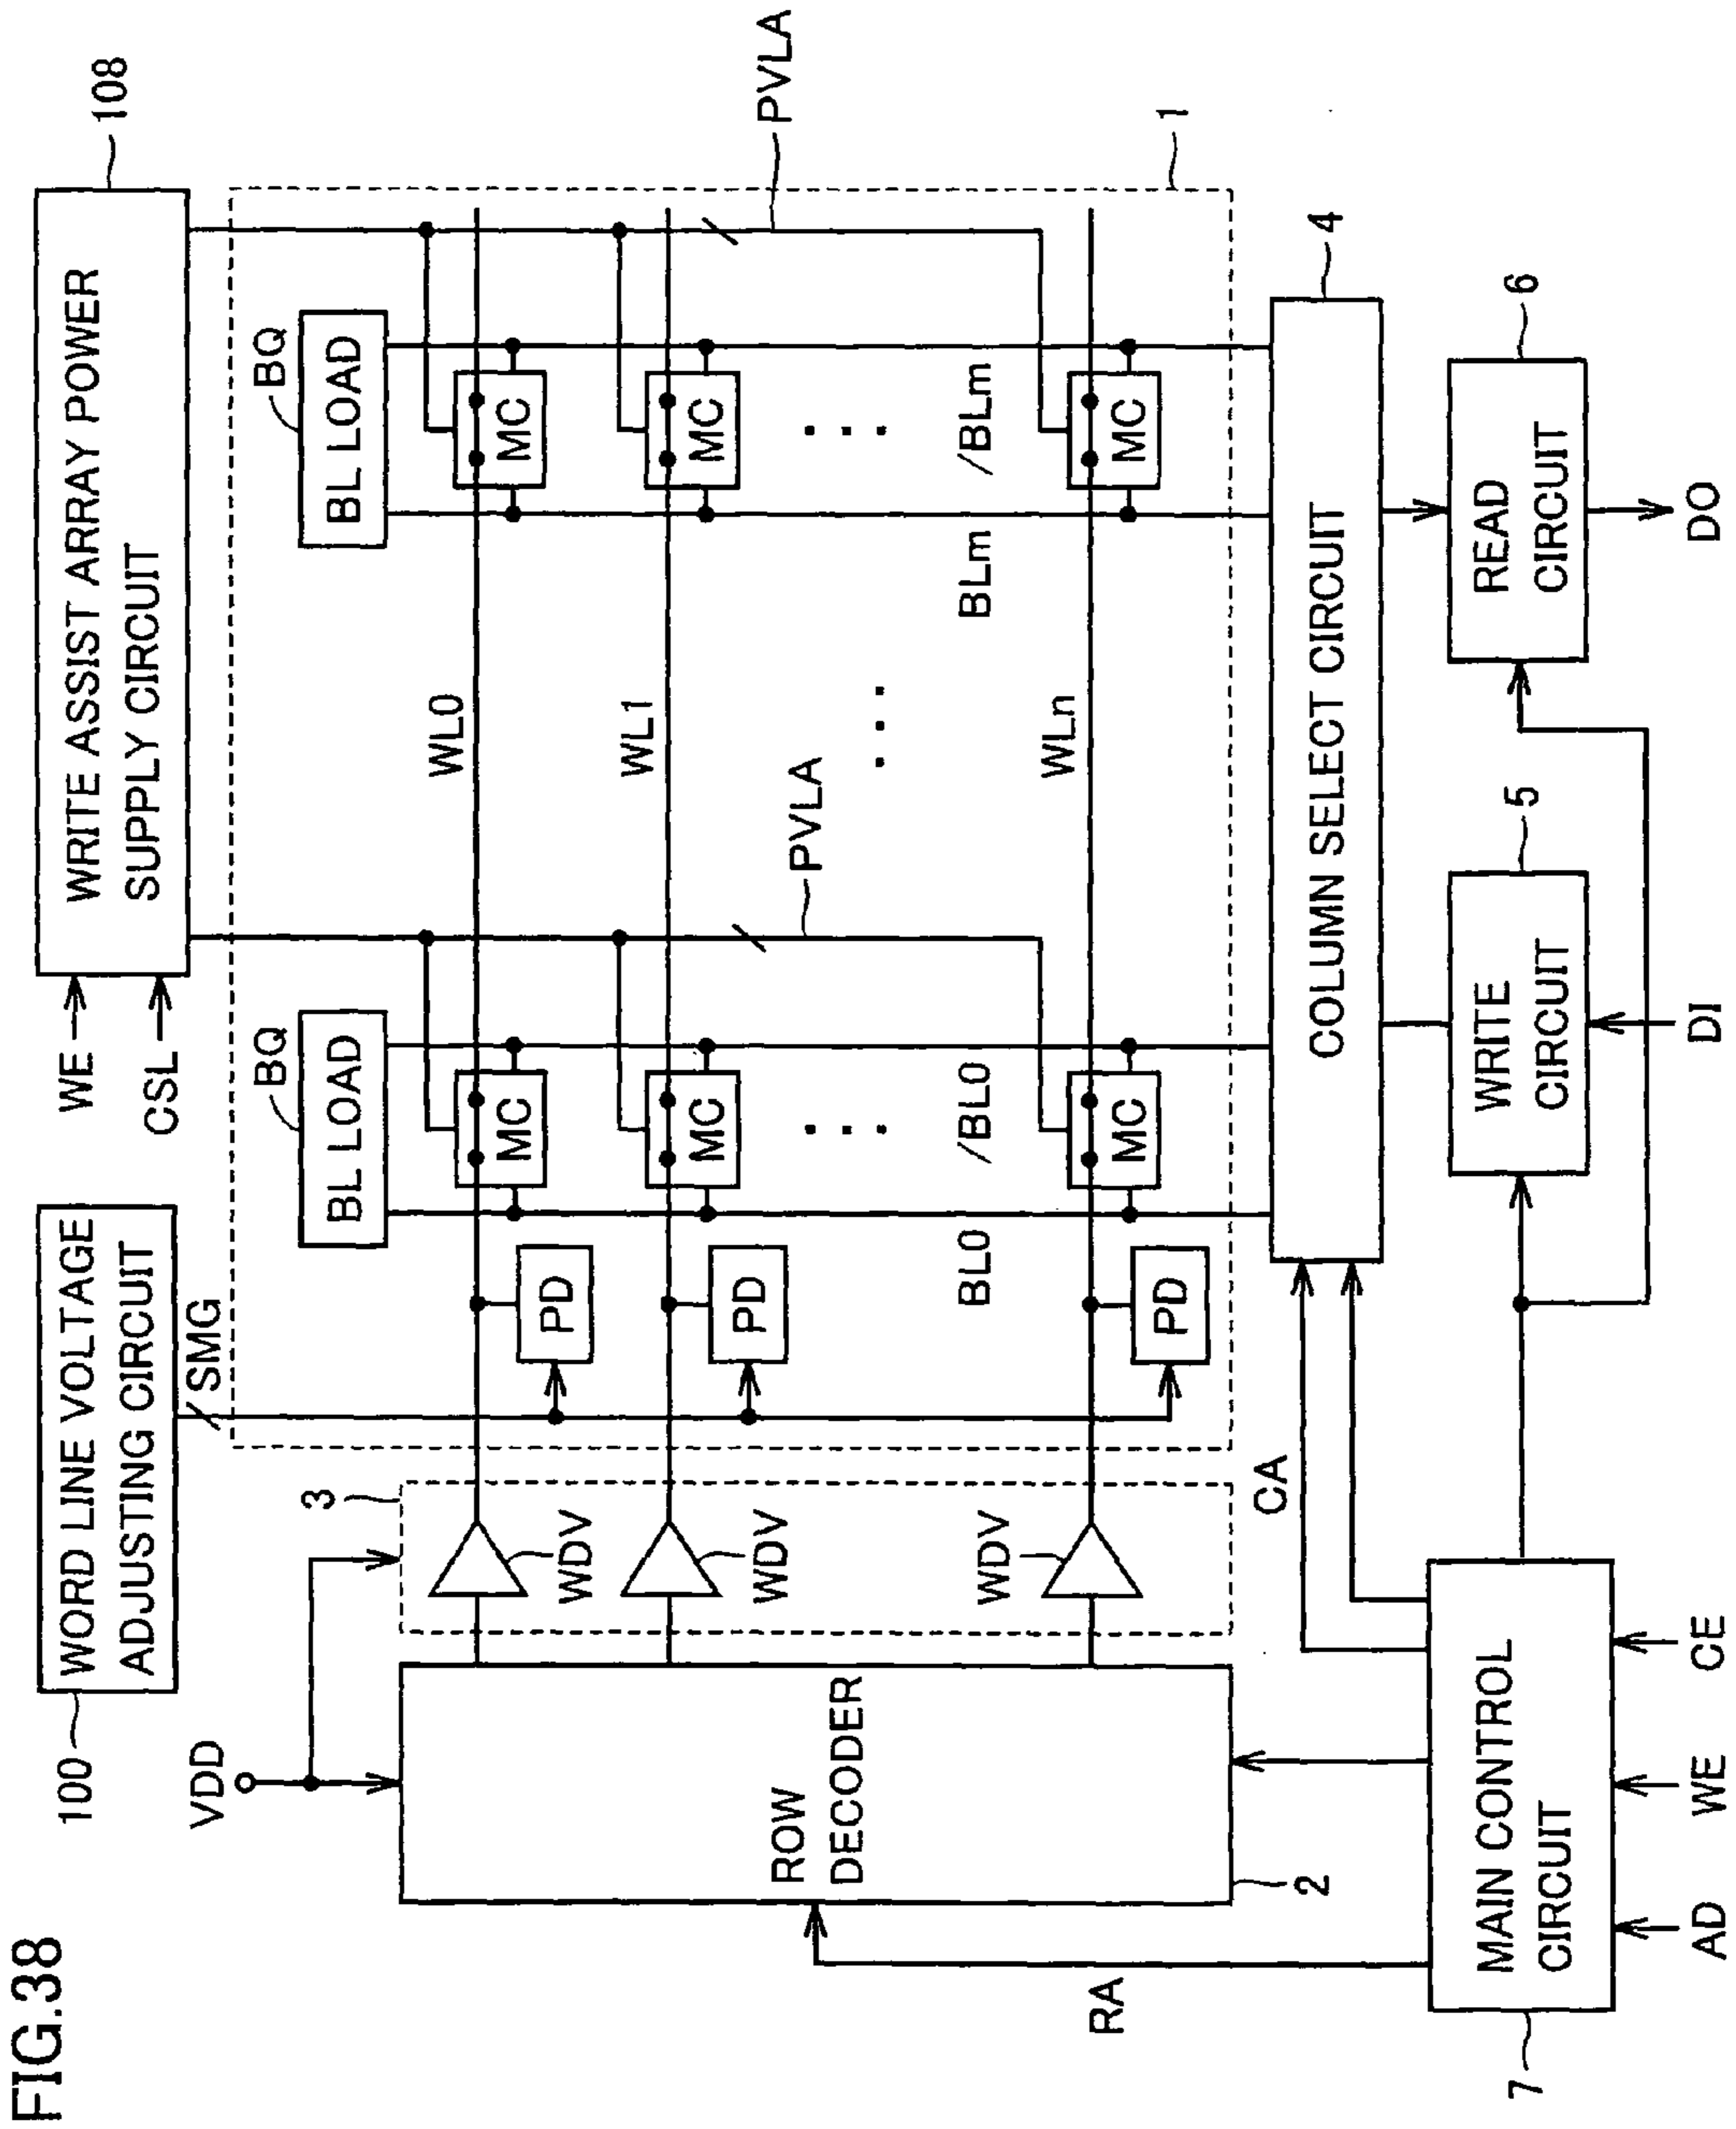 FIG.38
WORD LINE VOLTAGE
ADJUSTING CIRCUIT
100
WE
CSL
WRITE ASSIST ARRAY POWER
SUPPLY CIRCUIT
108
VDD
SMG
BQ
BL LOAD
BQ
BL LOAD
3
PVLA
PVLA
WDV
WDV
WDV
PD
PD
PD
MC
MC
MC
MC
MC
MC
WL0
WL1
WLn
BL0
/BL0
BLm
/BLm
1
ROW
DECODER
2
RA
CA
COLUMN SELECT CIRCUIT
4
MAIN CONTROL
CIRCUIT
7
WRITE
CIRCUIT
5
READ
CIRCUIT
6
AD
WE
CE
DI
DO